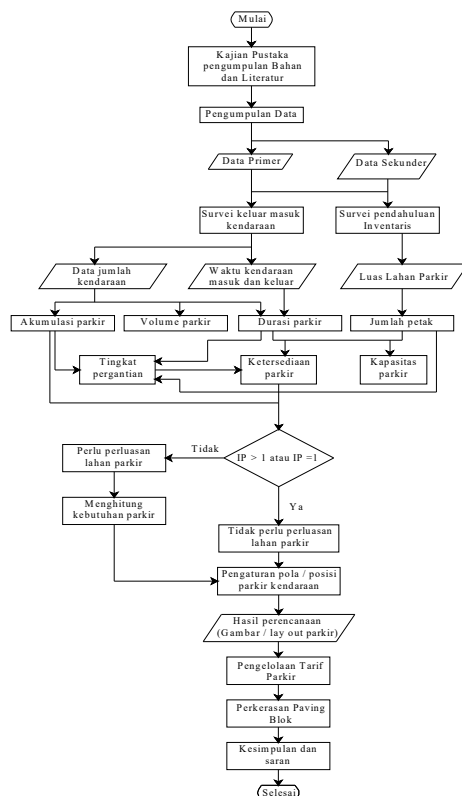 Mulai
Kajian Pustaka
pengumpulan Bahan
dan Literatur
Pengumpulan Data
Data Primer
Data Sekunder
Survei keluar masuk
kendaraan
Survei pendahuluan
Inventaris
Data jumlah
kendaraan
Waktu kendaraan
masuk dan keluar
Luas Lahan Parkir
Akumulasi parkir
Volume parkir
Durasi parkir
Jumlah petak
Tingkat
pergantian
Ketersediaan
parkir
Kapasitas
parkir
Tidak
IP > 1 atau IP =1
Perlu perluasan
lahan parkir
Menghitung
kebutuhan parkir
Ya
Tidak perlu perluasan
lahan parkir
Pengaturan pola / posisi
parkir kendaraan
Hasil perencanaan
(Gambar / lay out parkir)
Pengelolaan Tarif
Parkir
Perkerasan Paving
Blok
Kesimpulan dan
saran
Selesai